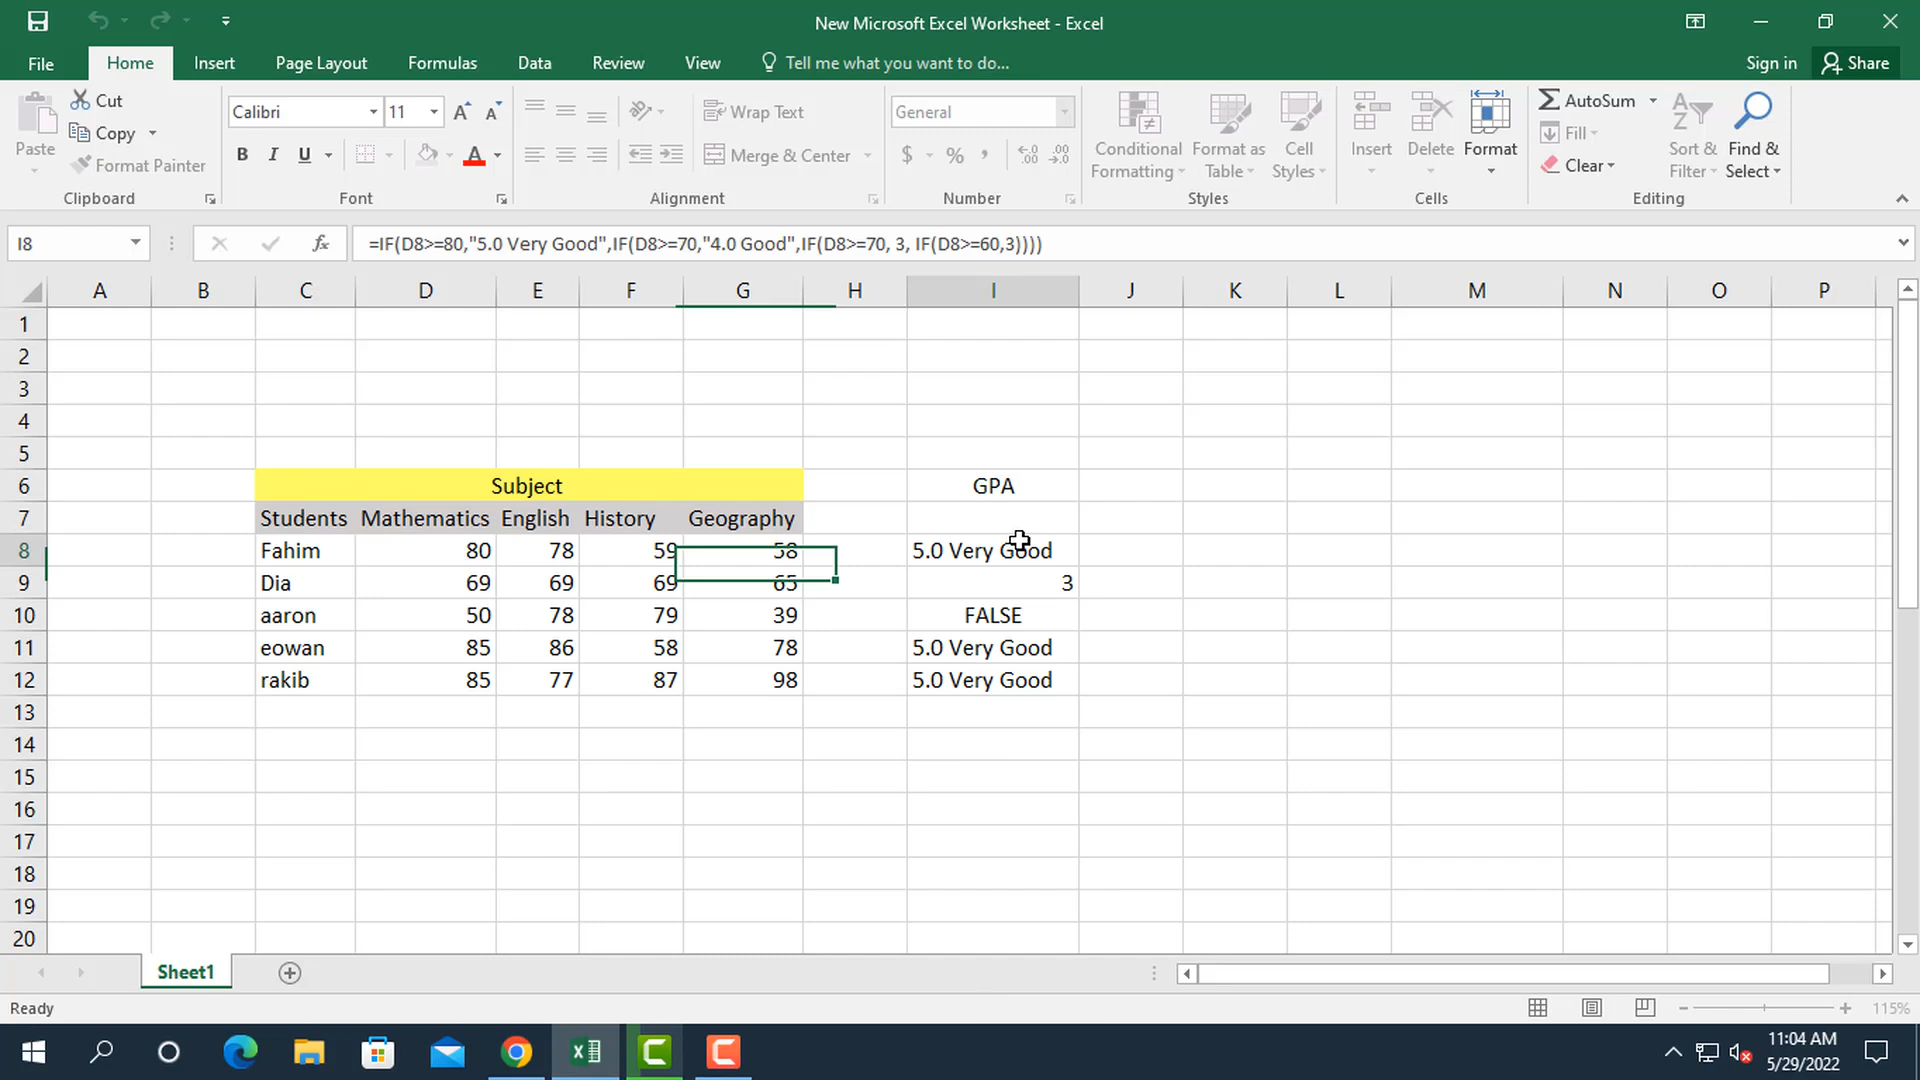 New Microsoft Excel Worksheet - Excel
File Home Insert Page Layout Formulas Data Review View Tell me what you want to do... Sign in Share
Paste
Cut
Copy
Format Painter
Clipboard
Calibri 11
B I U A
Font
Wrap Text
Merge & Center
Alignment
General
$ % ,
Number
Conditional Formatting
Format as Table
Cell Styles
Styles
Insert Delete Format
Cells
AutoSum
Fill
Clear
Sort & Filter
Find & Select
Editing
I8 fx =IF(D8>=80,"5.0 Very Good",IF(D8>=70,"4.0 Good",IF(D8>=70, 3, IF(D8>=60,3))))
A B C D E F G H I J K L M N O P
1
2
3
4
5
6 Subject GPA
7 Students Mathematics English History Geography
8 Fahim 80 78 59 58 5.0 Very Good
9 Dia 69 69 69 65 3
10 aaron 50 78 79 39 FALSE
11 eowan 85 86 58 78 5.0 Very Good
12 rakib 85 77 87 98 5.0 Very Good
13
14
15
16
17
18
19
20
Sheet1
Ready 115%
11:04 AM
5/29/2022